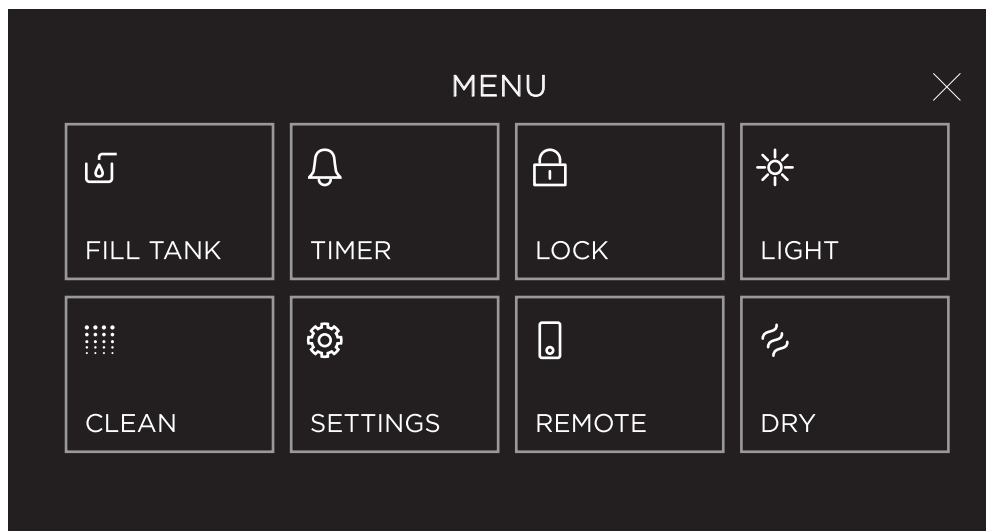 MENU
FILL TANK
TIMER
LOCK
LIGHT
CLEAN
SETTINGS
REMOTE
DRY